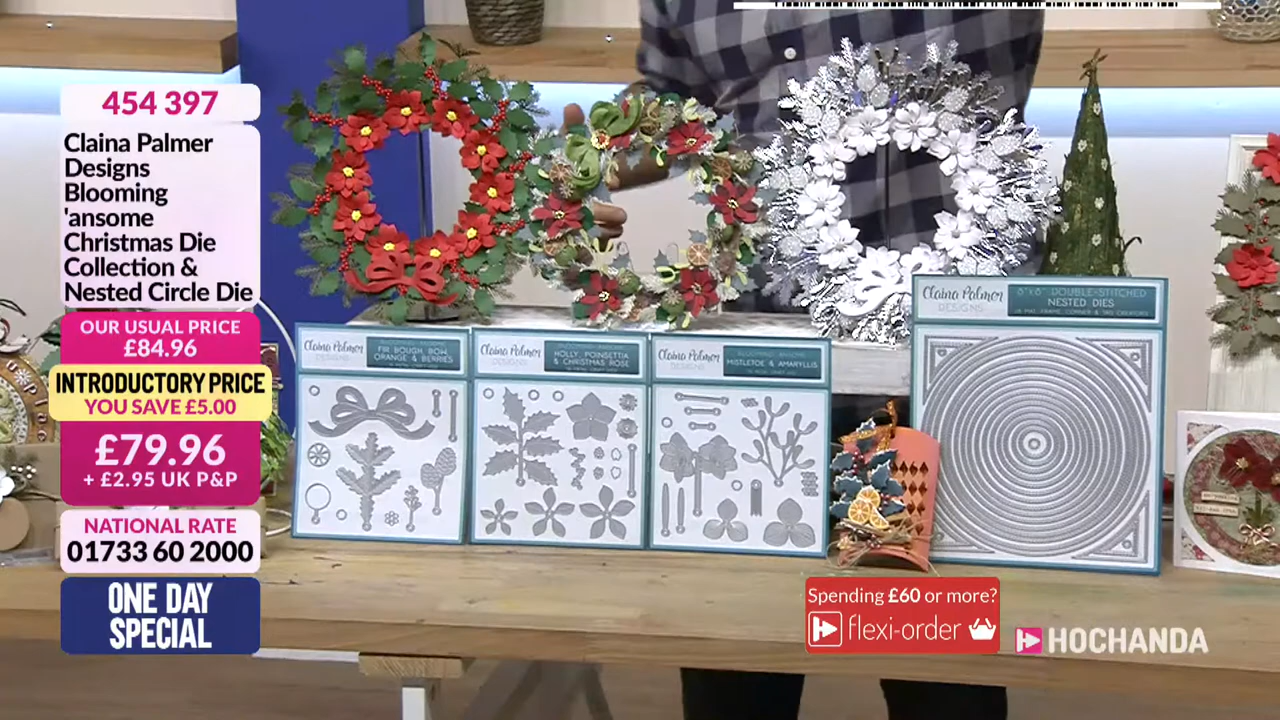 454 397
Claina Palmer
Designs
Blooming
'ansome
Christmas Die
Collection &
Nested Circle Die
OUR USUAL PRICE
£84.96
INTRODUCTORY PRICE
YOU SAVE £5.00
£79.96
+ £2.95 UK P&P
NATIONAL RATE
01733 60 2000
ONE DAY
SPECIAL
Claina Palmer
DESIGNS
FIR BOUGH, BOW,
ORANGE & BERRIES
Claina Palmer
DESIGNS
HOLLY, POINSETTIA
& CHRISTMAS ROSE
Claina Palmer
DESIGNS
MISTLETOE & AMARYLLIS
Claina Palmer
DESIGNS
8"X8" DOUBLE-STITCHED
NESTED DIES
Spending £60 or more?
flexi-order
HOCHANDA